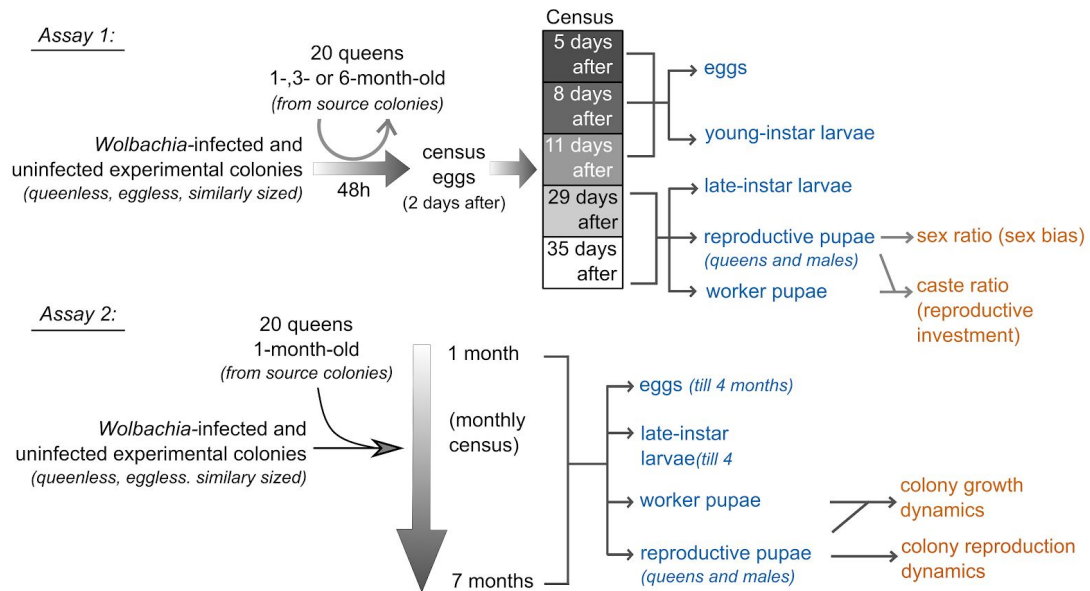 Assay 1:
20 queens
1-,3- or 6-month-old
(from source colonies)
Wolbachia-infected and
uninfected experimental colonies
(queenless, eggless, similarly sized)
48h
census
eggs
(2 days after)
Census
5 days
after
8 days
after
11 days
after
29 days
after
35 days
after
eggs
young-instar larvae
late-instar larvae
reproductive pupae
(queens and males)
worker pupae
sex ratio (sex bias)
caste ratio
(reproductive
investment)
Assay 2:
20 queens
1-month-old
(from source colonies)
Wolbachia-infected and
uninfected experimental colonies
(queenless, eggless. similary sized)
1 month
(monthly
census)
7 months
eggs (till 4 months)
late-instar
larvae(till 4
worker pupae
reproductive pupae
(queens and males)
colony growth
dynamics
colony reproduction
dynamics